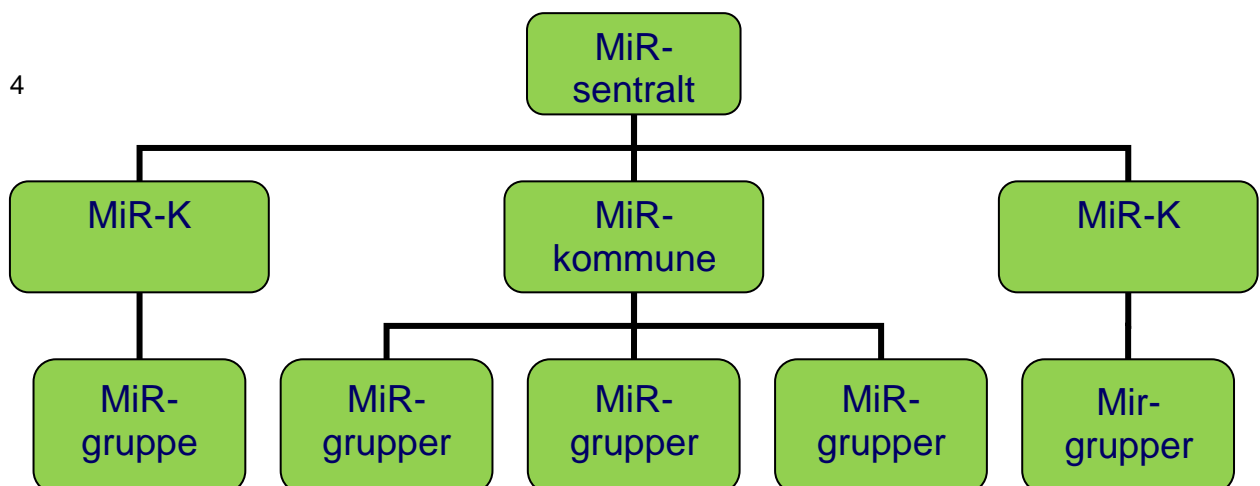 MiR-
sentralt
4
MiR-K
MiR-
kommune
MiR-K
MiR-
gruppe
MiR-
grupper
MiR-
grupper
MiR-
grupper
Mir-
grupper